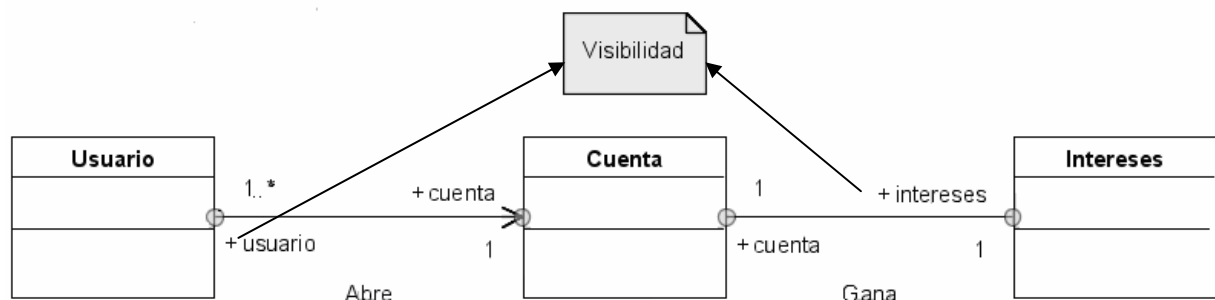 Visibilidad
Usuario
Cuenta
Intereses
1..*
+ cuenta
1
+ intereses
+ usuario
1
+ cuenta
1
Abre
Gana